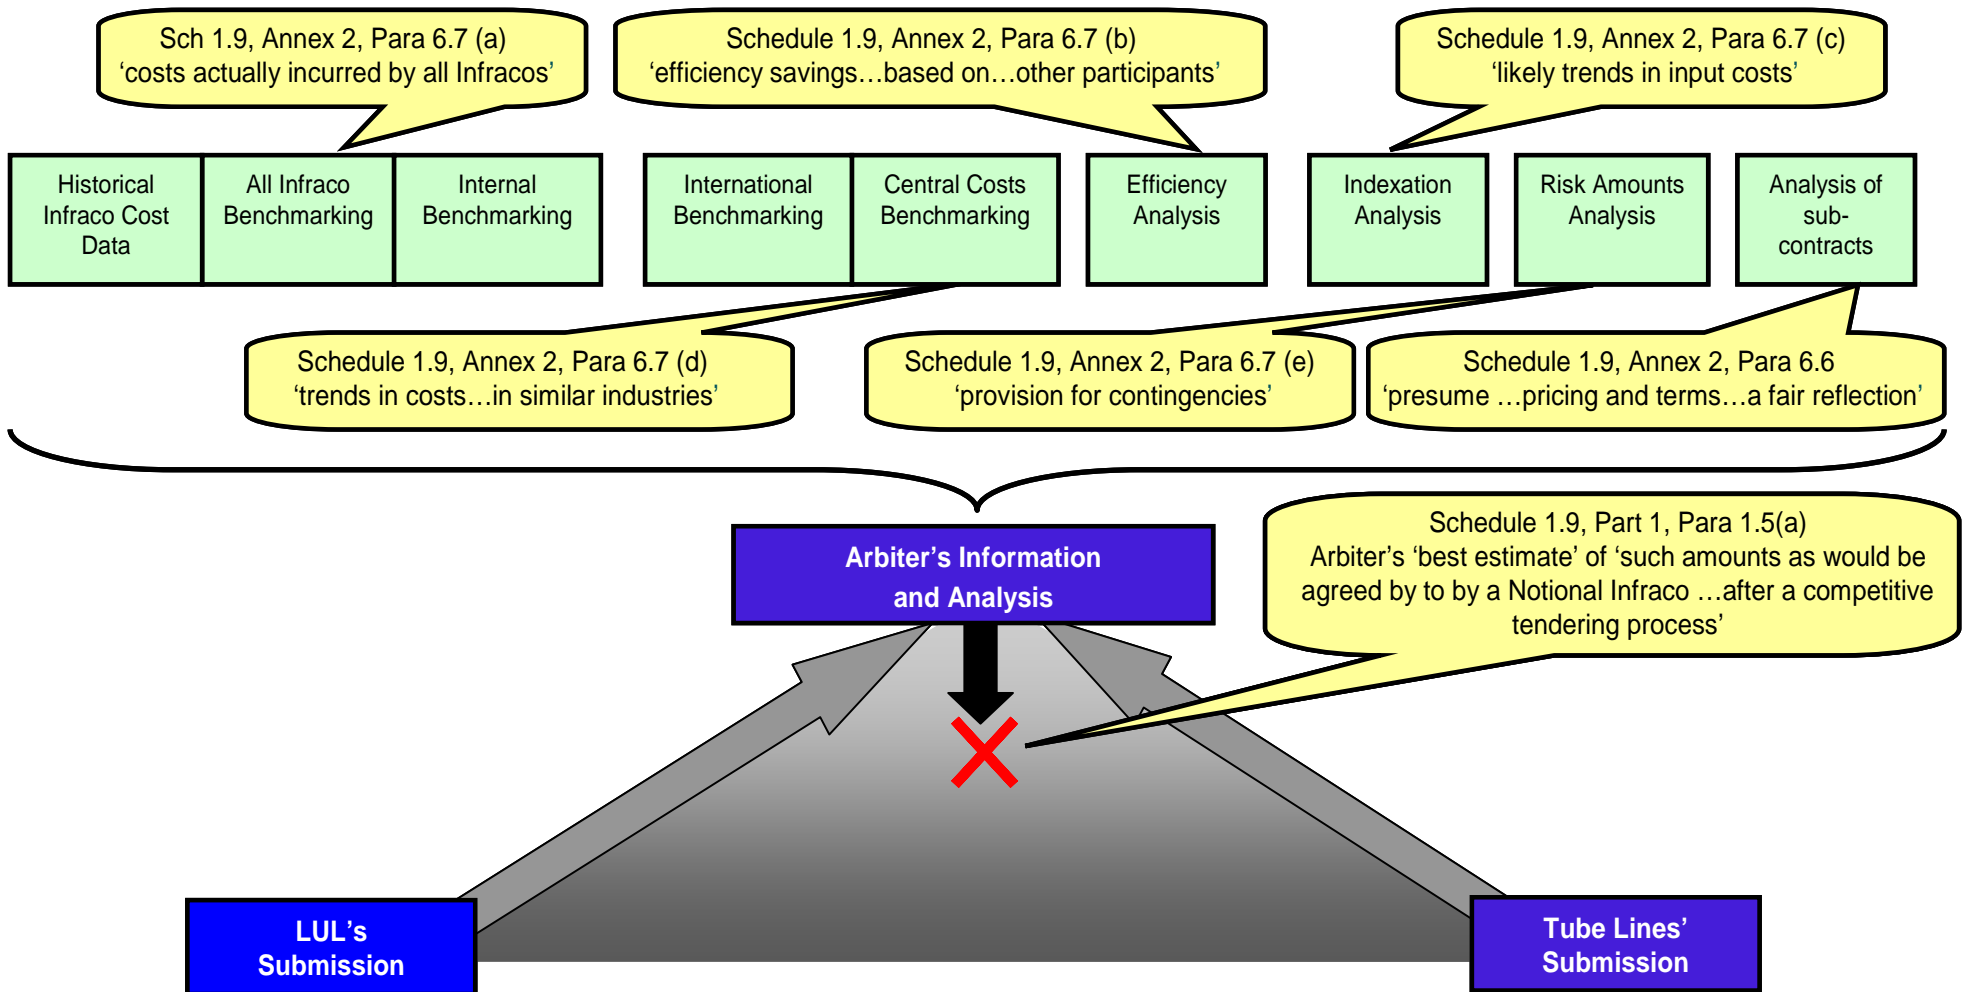 Sch 1.9, Annex 2, Para 6.7 (a)
‘costs actually incurred by all Infracos’
Schedule 1.9, Annex 2, Para 6.7 (b)
‘efficiency savings…based on…other participants’
Schedule 1.9, Annex 2, Para 6.7 (c)
‘likely trends in input costs’
Historical
Infraco Cost
Data
All Infraco
Benchmarking
Internal
Benchmarking
International
Benchmarking
Central Costs
Benchmarking
Efficiency
Analysis
Indexation
Analysis
Risk Amounts
Analysis
Analysis of
sub-
contracts
Schedule 1.9, Annex 2, Para 6.7 (d)
‘trends in costs…in similar industries’
Schedule 1.9, Annex 2, Para 6.7 (e)
‘provision for contingencies’
Schedule 1.9, Annex 2, Para 6.6
‘presume …pricing and terms…a fair reflection’
Arbiter’s Information
and Analysis
Schedule 1.9, Part 1, Para 1.5(a)
Arbiter’s ‘best estimate’ of ‘such amounts as would be
agreed by to by a Notional Infraco …after a competitive
tendering process’
LUL’s
Submission
Tube Lines’
Submission